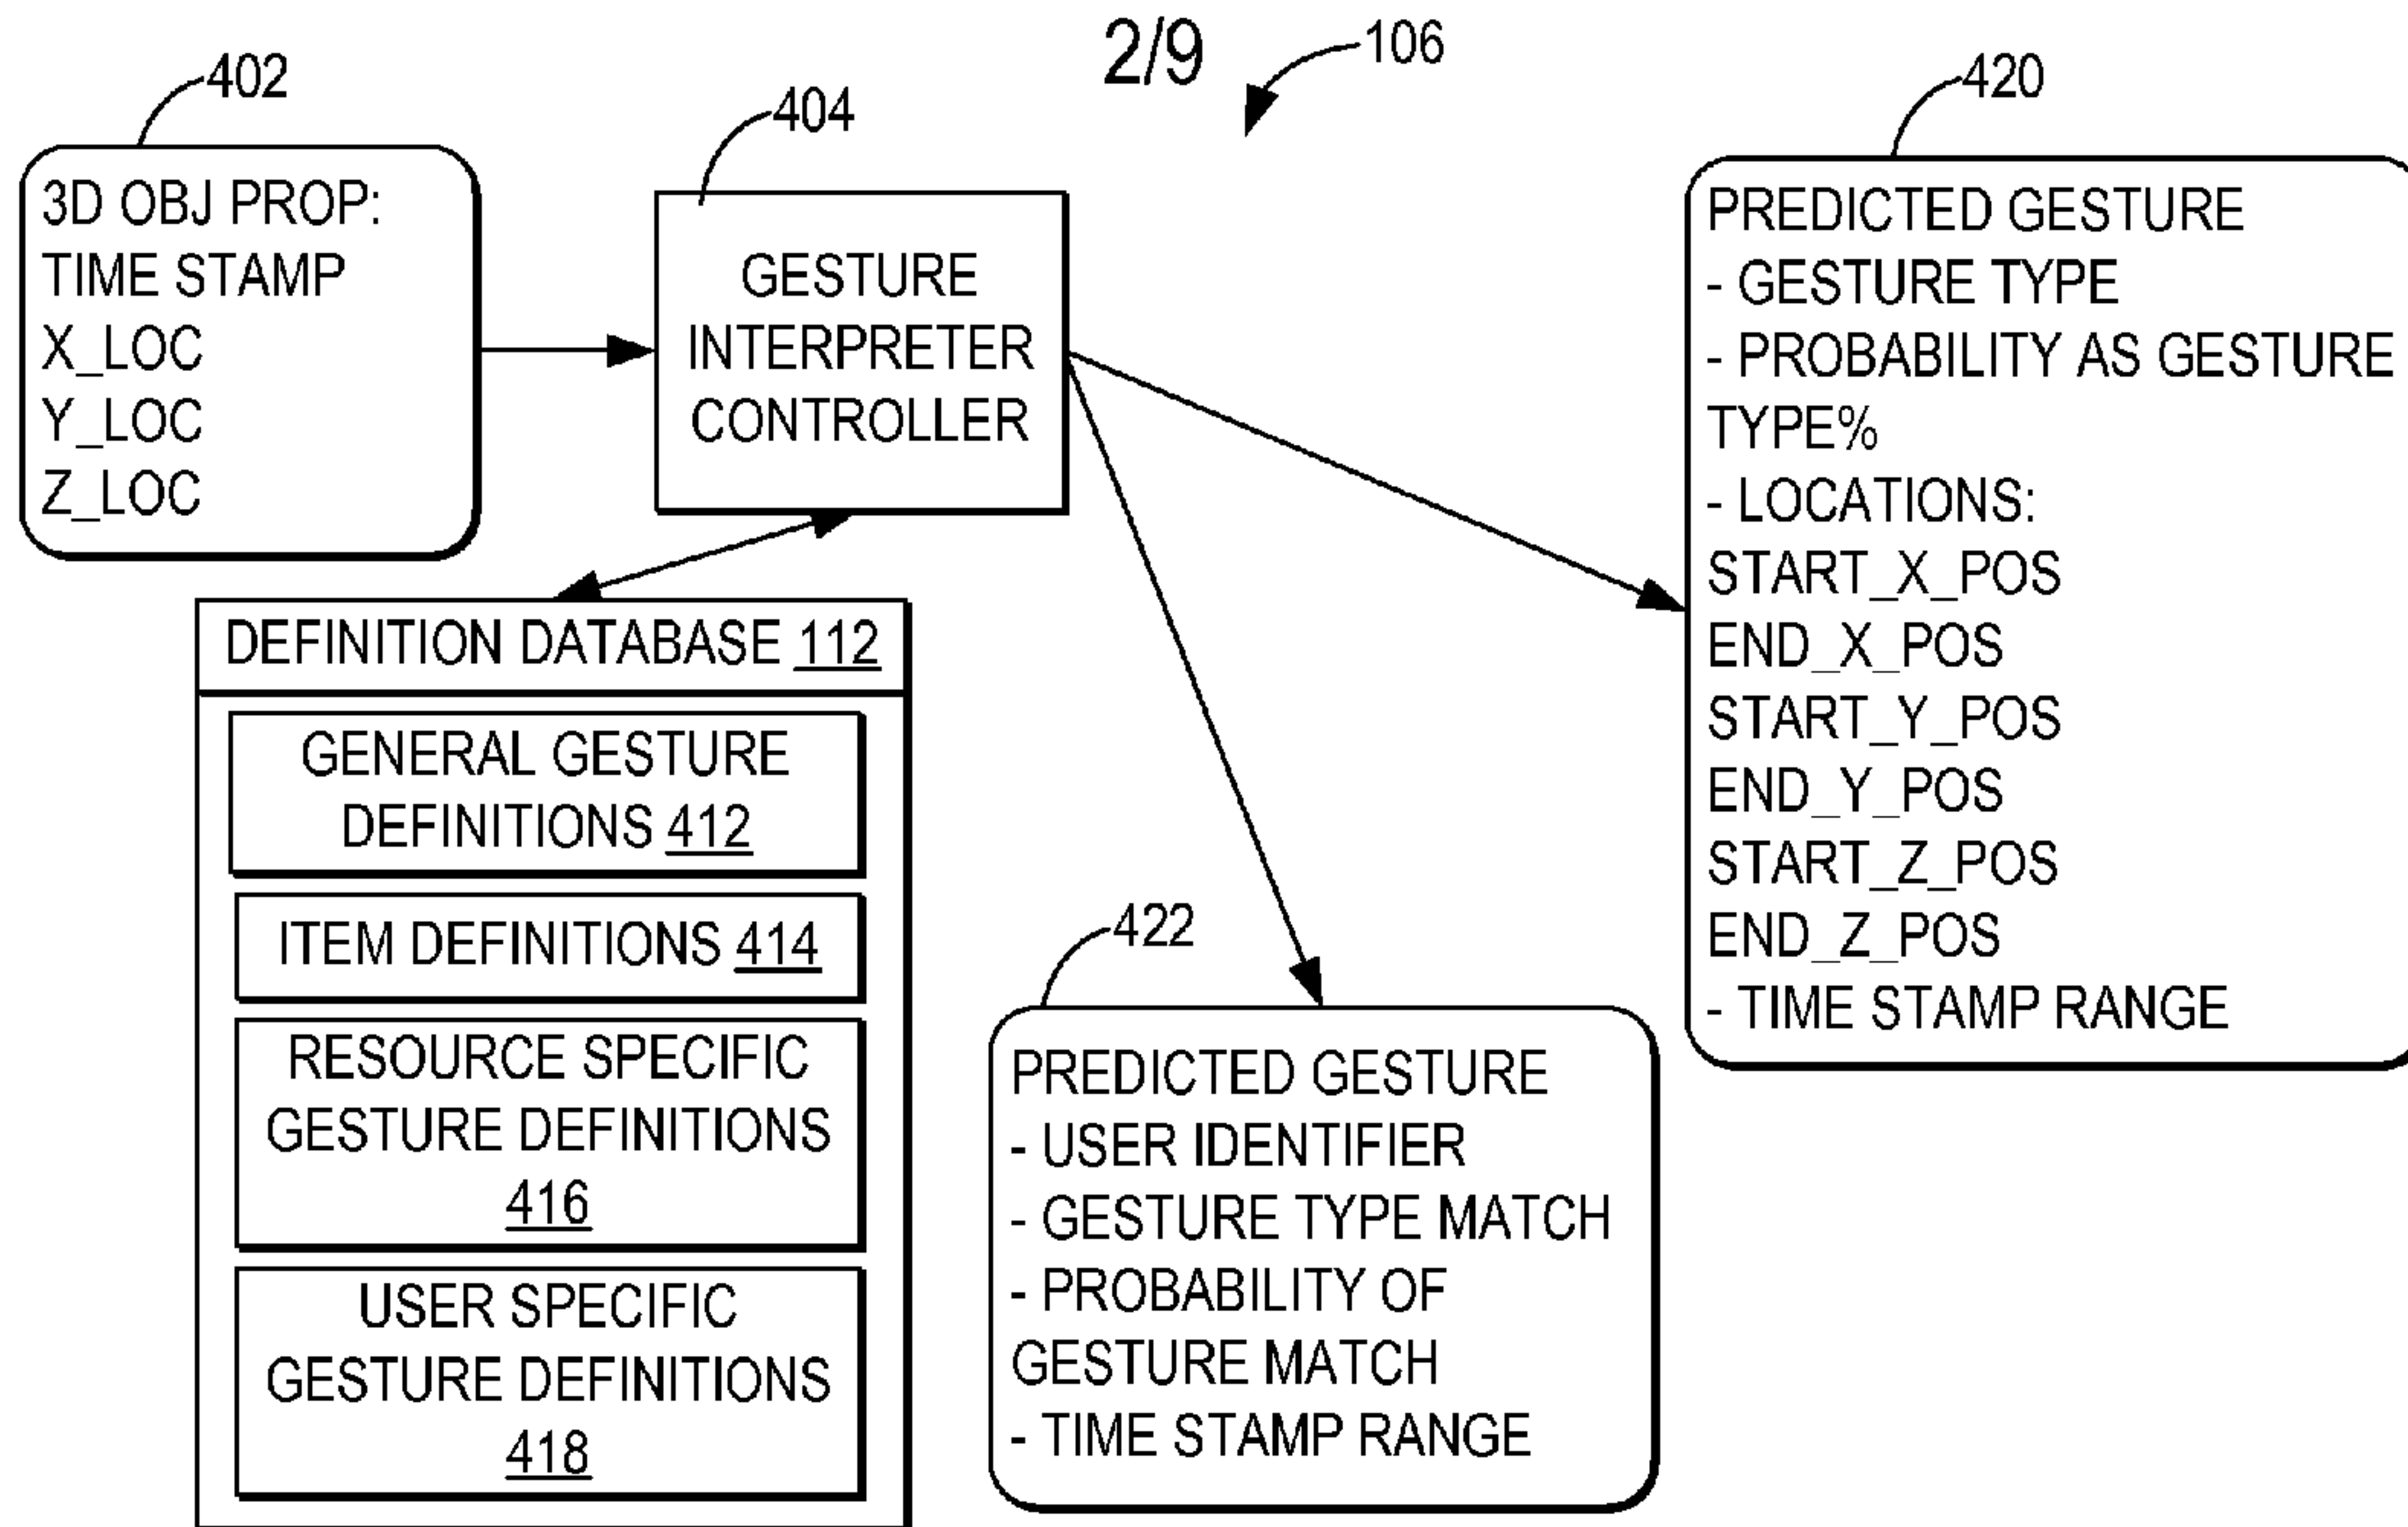 2/9
106
402
3D OBJ PROP:
TIME STAMP
X_LOC
Y_LOC
Z_LOC
404
GESTURE
INTERPRETER
CONTROLLER
420
PREDICTED GESTURE
- GESTURE TYPE
- PROBABILITY AS GESTURE
TYPE%
- LOCATIONS:
START_X_POS
END_X_POS
START_Y_POS
END_Y_POS
START_Z_POS
END_Z_POS
- TIME STAMP RANGE
DEFINITION DATABASE 112
GENERAL GESTURE
DEFINITIONS 412
ITEM DEFINITIONS 414
RESOURCE SPECIFIC
GESTURE DEFINITIONS
416
USER SPECIFIC
GESTURE DEFINITIONS
418
422
PREDICTED GESTURE
- USER IDENTIFIER
- GESTURE TYPE MATCH
- PROBABILITY OF
GESTURE MATCH
- TIME STAMP RANGE